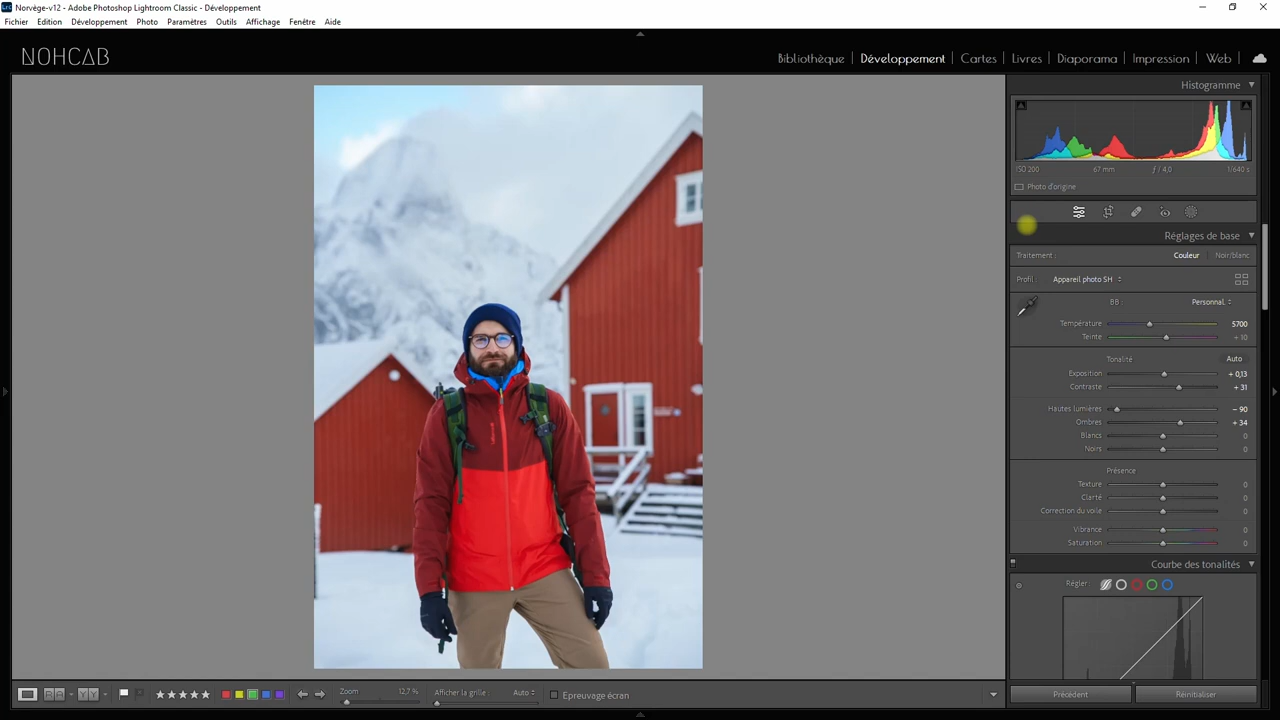 Norvège-v12 - Adobe Photoshop Lightroom Classic - Développement
Fichier Edition Développement Photo Paramètres Outils Affichage Fenêtre Aide
NOHCAB
Bibliothèque Développement Cartes Livres Diaporama Impression Web
Histogramme
ISO 200 67 mm ƒ / 4,0 1/640 s
Photo d'origine
Réglages de base
Traitement : Couleur Noir/blanc
Profil : Appareil photo SH
BB : Personnal.
Température 5700
Teinte + 10
Tonalité Auto
Exposition + 0,13
Contraste + 31
Hautes lumières − 90
Ombres + 34
Blancs 0
Noirs 0
Présence
Texture 0
Clarté 0
Correction du voile 0
Vibrance 0
Saturation 0
Courbe des tonalités
Régler :
Zoom 12,7 % Afficher la grille : Auto Epreuvage écran
Précédent Réinitialiser